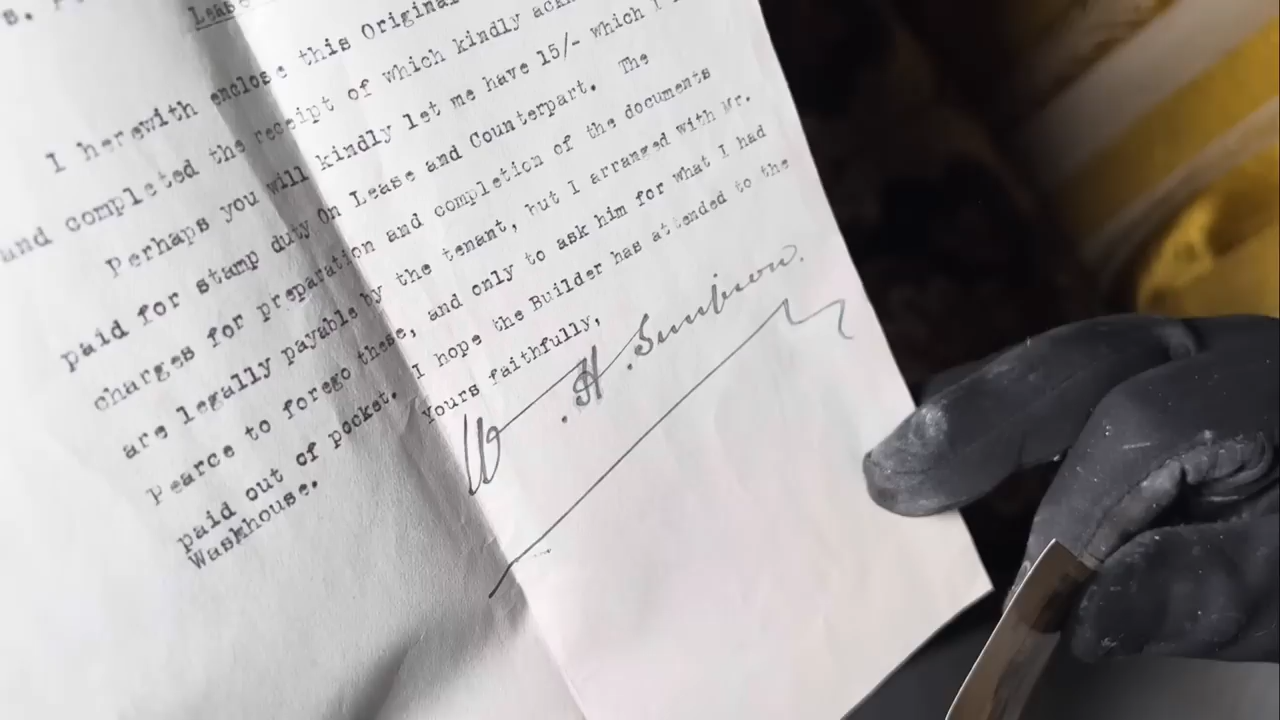 Lease
I herewith enclose this Original
and completed the receipt of which kindly
Perhaps you will kindly let me have 15/- which I
paid for stamp duty On Lease and Counterpart. The
charges for preparation and completion of the documents
are legally payable by the tenant, but I arranged with Mr.
Pearce to forego these, and only to ask him for what I had
paid out of pocket. I hope the Builder has attended to the
Washhouse.
Yours faithfully,
W. H. Simpson.